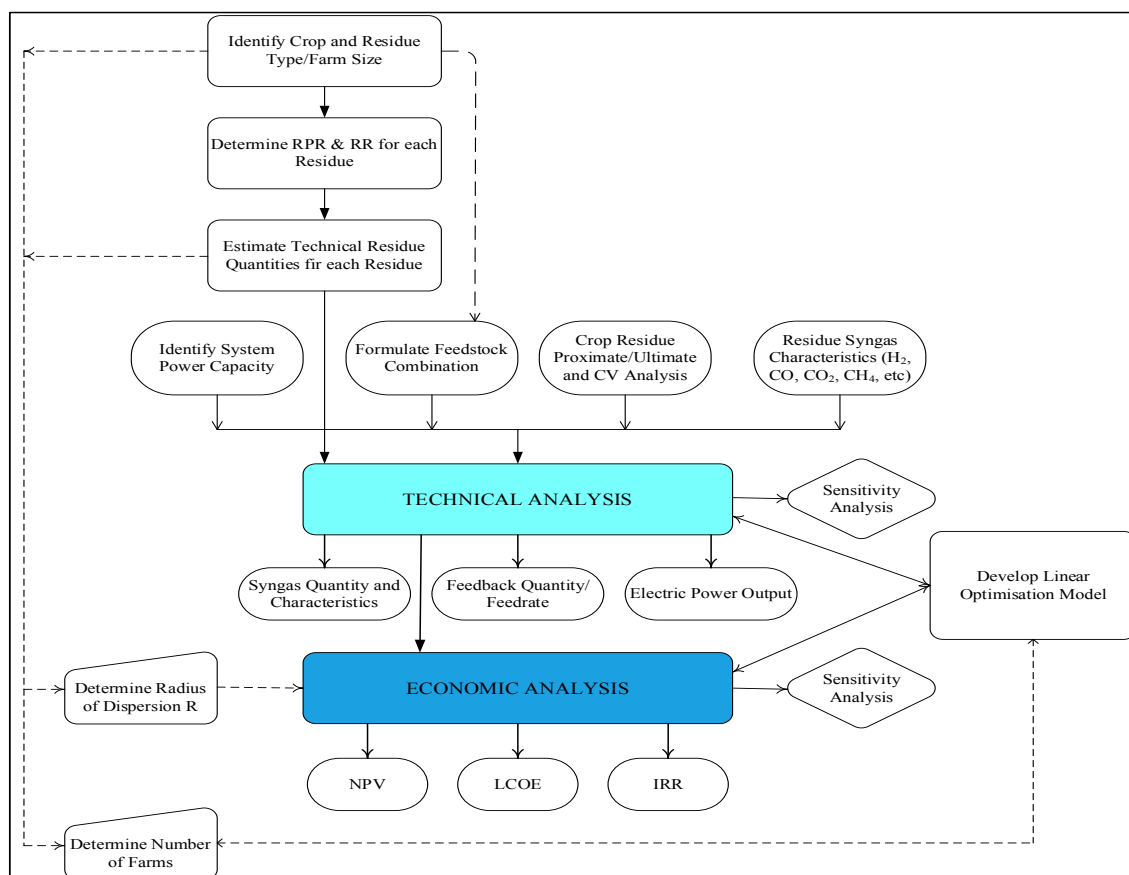 Identify Crop and Residue
Type/Farm Size
Determine RPR & RR for each
Residue
Estimate Technical Residue
Quantities fir each Residue
Identify System
Power Capacity
Formulate Feedstock
Combination
Crop Residue
Proximate/Ultimate
and CV Analysis
Residue Syngas
Characteristics (H₂,
CO, CO₂, CH₄, etc)
TECHNICAL ANALYSIS
Sensitivity
Analysis
Syngas Quantity and
Characteristics
Feedback Quantity/
Feedrate
Electric Power Output
Develop Linear
Optimisation Model
Determine Radius
of Dispersion R
ECONOMIC ANALYSIS
Sensitivity
Analysis
NPV
LCOE
IRR
Determine Number
of Farms